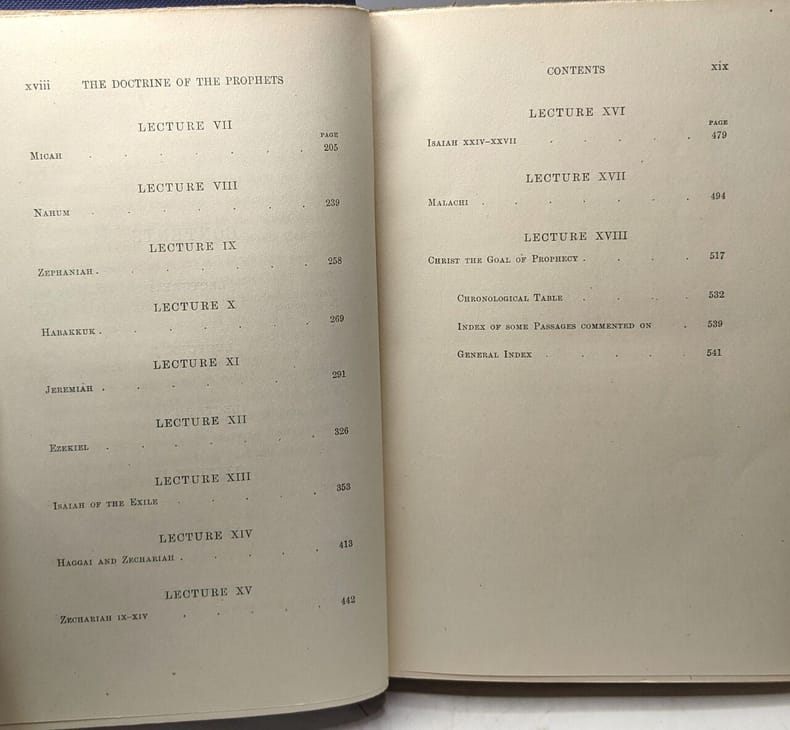 xviii THE DOCTRINE OF THE PROPHETS
LECTURE VII
PAGE
MICAH . . . . . . 205
LECTURE VIII
NAHUM . . . . . . 239
LECTURE IX
ZEPHANIAH . . . . . . 258
LECTURE X
HABAKKUK . . . . . . 269
LECTURE XI
JEREMIAH . . . . . . 291
LECTURE XII
EZEKIEL . . . . . . 326
LECTURE XIII
ISAIAH OF THE EXILE . . . . 353
LECTURE XIV
HAGGAI AND ZECHARIAH . . . . 413
LECTURE XV
ZECHARIAH IX–XIV . . . . 442
CONTENTS xix
LECTURE XVI
PAGE
ISAIAH XXIV–XXVII . . . . . 479
LECTURE XVII
MALACHI . . . . . . 494
LECTURE XVIII
CHRIST THE GOAL OF PROPHECY . . . . 517
CHRONOLOGICAL TABLE . . . . 532
INDEX OF SOME PASSAGES COMMENTED ON . 539
GENERAL INDEX . . . . . 541